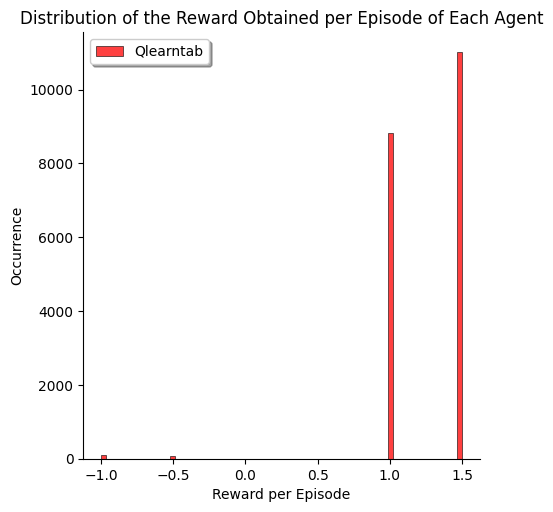 Distribution of the Reward Obtained per Episode of Each Agent
Qlearntab
10000
8000
6000
4000
2000
0
Occurrence
−1.0 −0.5 0.0 0.5 1.0 1.5
Reward per Episode